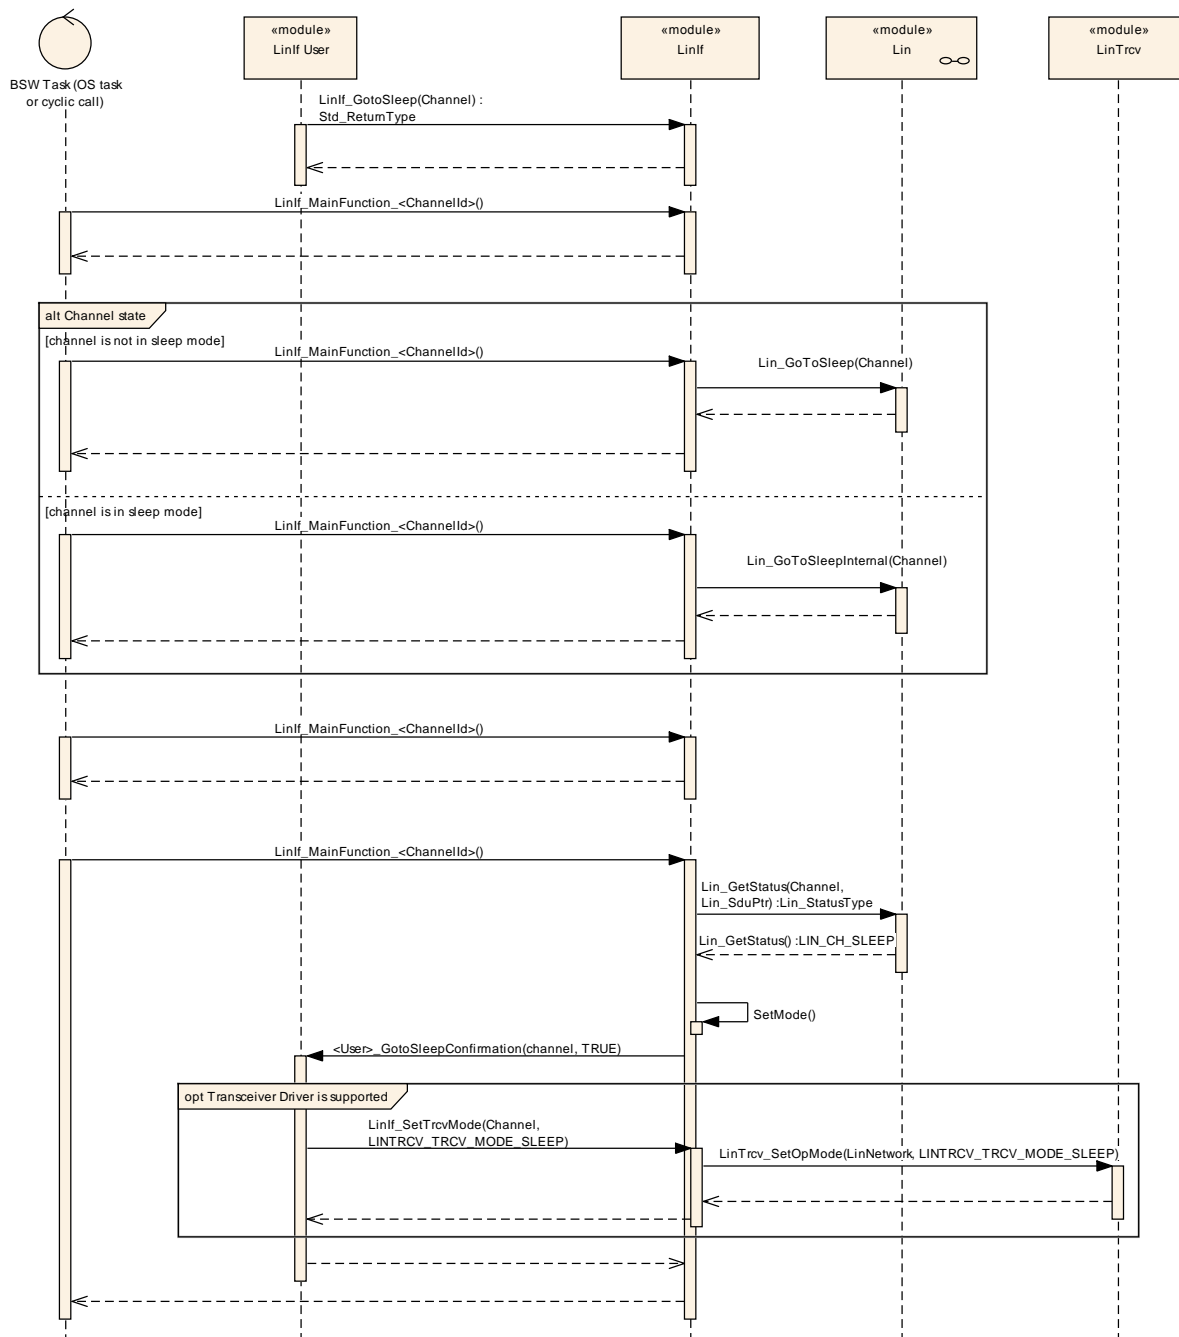 «module»
LinIf User
«module»
LinIf
«module»
Lin
«module»
LinTrcv
BSW Task (OS task
or cyclic call)
LinIf_GotoSleep(Channel) :
Std_ReturnType
LinIf_MainFunction_<ChannelId>()
alt Channel state
[channel is not in sleep mode]
LinIf_MainFunction_<ChannelId>()
Lin_GoToSleep(Channel)
[channel is in sleep mode]
LinIf_MainFunction_<ChannelId>()
Lin_GoToSleepInternal(Channel)
LinIf_MainFunction_<ChannelId>()
LinIf_MainFunction_<ChannelId>()
Lin_GetStatus(Channel,
Lin_SduPtr) :Lin_StatusType
Lin_GetStatus() :LIN_CH_SLEEP
SetMode()
<User>_GotoSleepConfirmation(channel, TRUE)
opt Transceiver Driver is supported
LinIf_SetTrcvMode(Channel,
LINTRCV_TRCV_MODE_SLEEP)
LinTrcv_SetOpMode(LinNetwork, LINTRCV_TRCV_MODE_SLEEP)